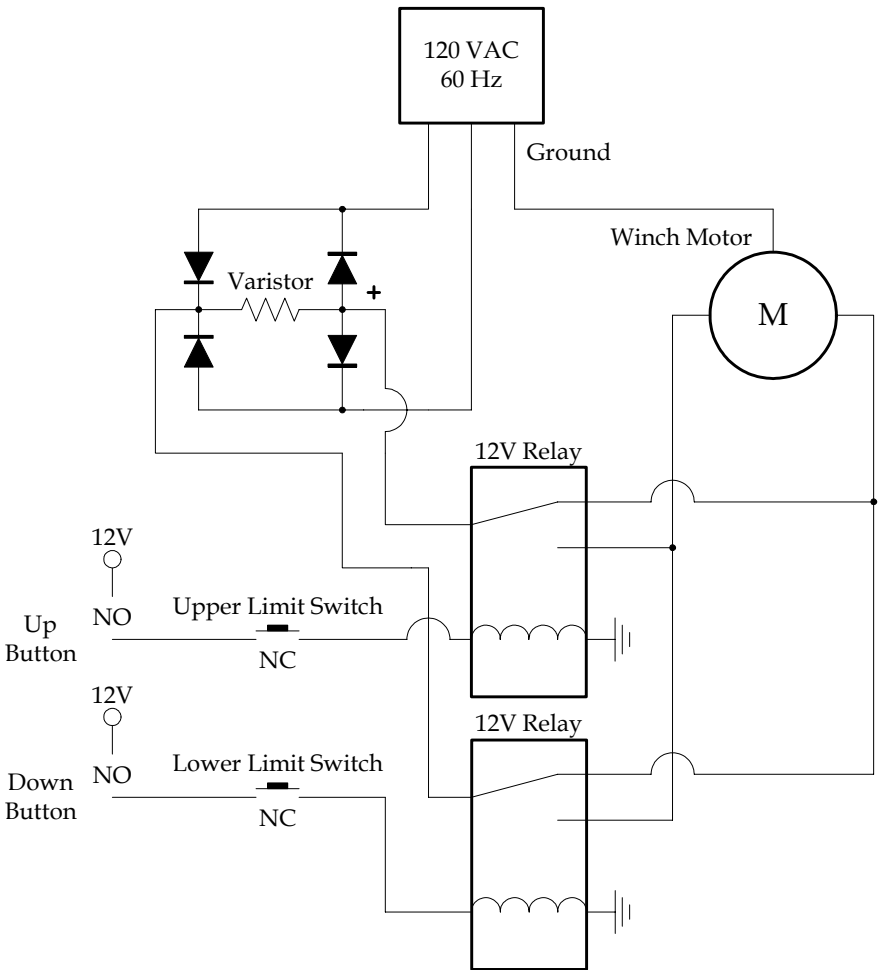 120 VAC
60 Hz
Ground
Winch Motor
Varistor
+
M
12V Relay
12V
NO
Up
Button
Upper Limit Switch
NC
12V
NO
Down
Button
Lower Limit Switch
NC
12V Relay